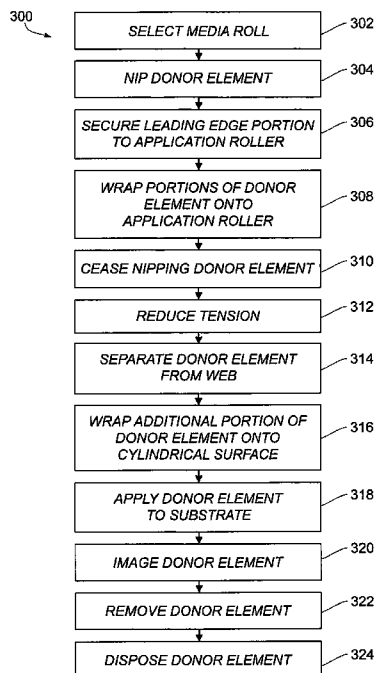 300
SELECT MEDIA ROLL
302
NIP DONOR ELEMENT
304
SECURE LEADING EDGE PORTION
TO APPLICATION ROLLER
306
WRAP PORTIONS OF DONOR
ELEMENT ONTO
APPLICATION ROLLER
308
CEASE NIPPING DONOR ELEMENT
310
REDUCE TENSION
312
SEPARATE DONOR ELEMENT
FROM WEB
314
WRAP ADDITIONAL PORTION OF
DONOR ELEMENT ONTO
CYLINDRICAL SURFACE
316
APPLY DONOR ELEMENT
TO SUBSTRATE
318
IMAGE DONOR ELEMENT
320
REMOVE DONOR ELEMENT
322
DISPOSE DONOR ELEMENT
324